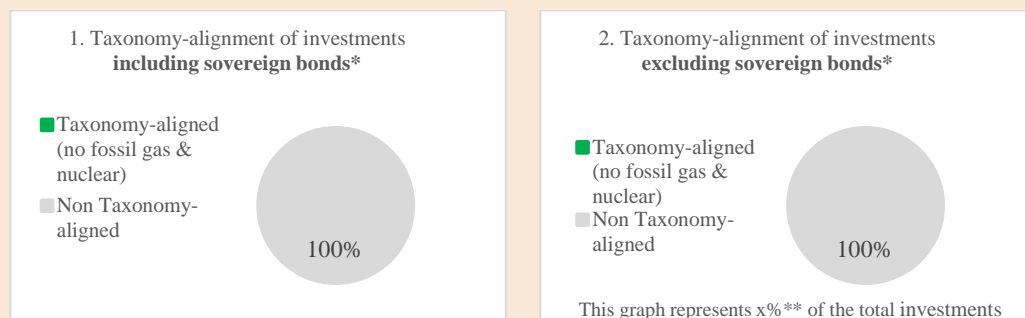 1. Taxonomy-alignment of investments
including sovereign bonds*
Taxonomy-aligned
(no fossil gas &
nuclear)
Non Taxonomy-
aligned
100%
2. Taxonomy-alignment of investments
excluding sovereign bonds*
Taxonomy-aligned
(no fossil gas &
nuclear)
Non Taxonomy-
aligned
100%
This graph represents x%** of the total investments